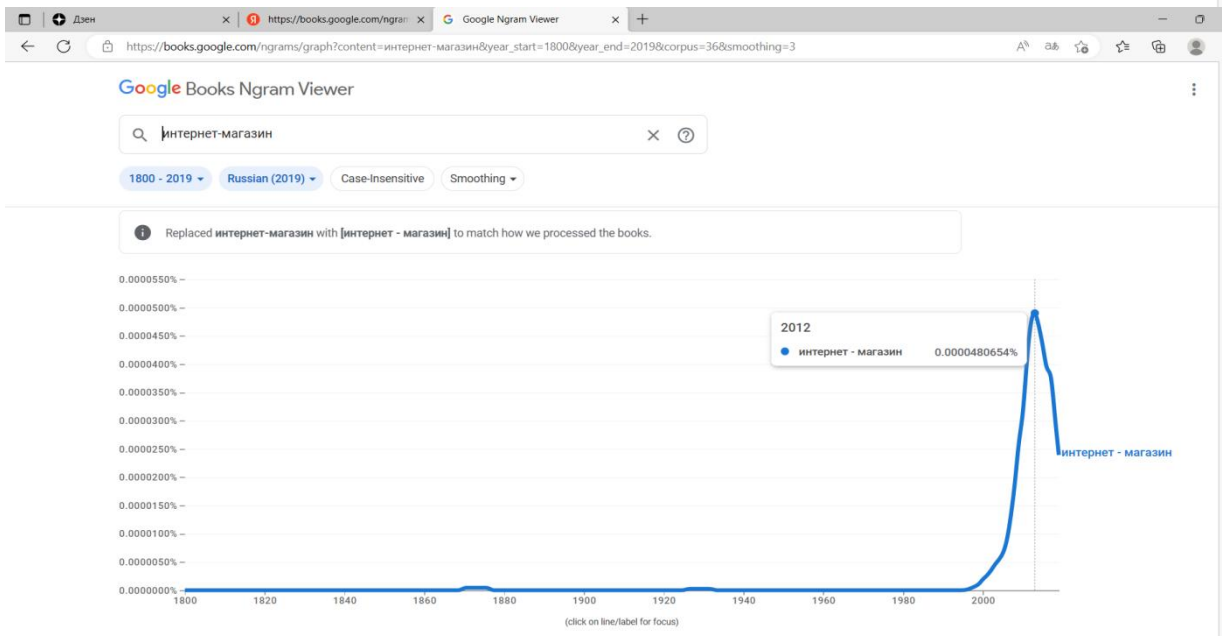 Дзен
https://books.google.com/ngran
Google Ngram Viewer
https://books.google.com/ngrams/graph?content=интернет-магазин&year_start=1800&year_end=2019&corpus=36&smoothing=3
Google Books Ngram Viewer
интернет-магазин
1800 - 2019 Russian (2019) Case-Insensitive Smoothing
Replaced интернет-магазин with [интернет - магазин] to match how we processed the books.
0.0000550%
0.0000500%
0.0000450%
0.0000400%
0.0000350%
0.0000300%
0.0000250%
0.0000200%
0.0000150%
0.0000100%
0.0000050%
0.0000000%
2012
интернет - магазин 0.0000480654%
интернет - магазин
1800 1820 1840 1860 1880 1900 1920 1940 1960 1980 2000
(click on line/label for focus)